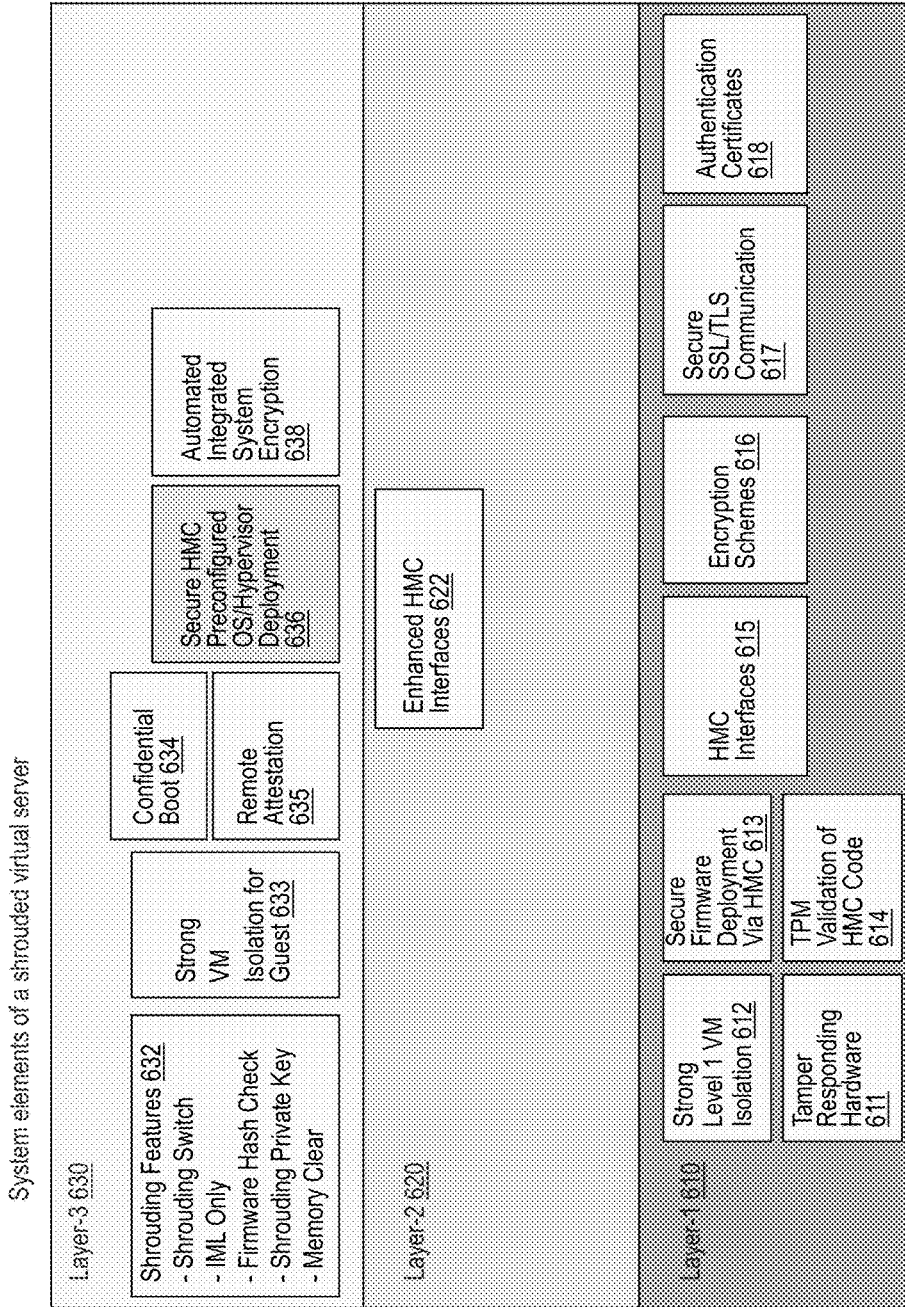 System elements of a shrouded virtual server
Layer-3 630
Shrouding Features 632
- Shrouding Switch
- IML Only
- Firmware Hash Check
- Shrouding Private Key
- Memory Clear
Strong
VM
Isolation for
Guest 633
Confidential
Boot 634
Remote
Attestation
635
Secure HMC
Preconfigured
OS/Hypervisor
Deployment
636
Automated
Integrated
System
Encryption
638
Layer-2 620
Enhanced HMC
Interfaces 622
Layer-1 610
Strong
Level 1 VM
Isolation 612
Tamper
Responding
Hardware
611
Secure
Firmware
Deployment
Via HMC 613
TPM
Validation of
HMC Code
614
HMC
Interfaces 615
Encryption
Schemes 616
Secure
SSL/TLS
Communication
617
Authentication
Certificates
618